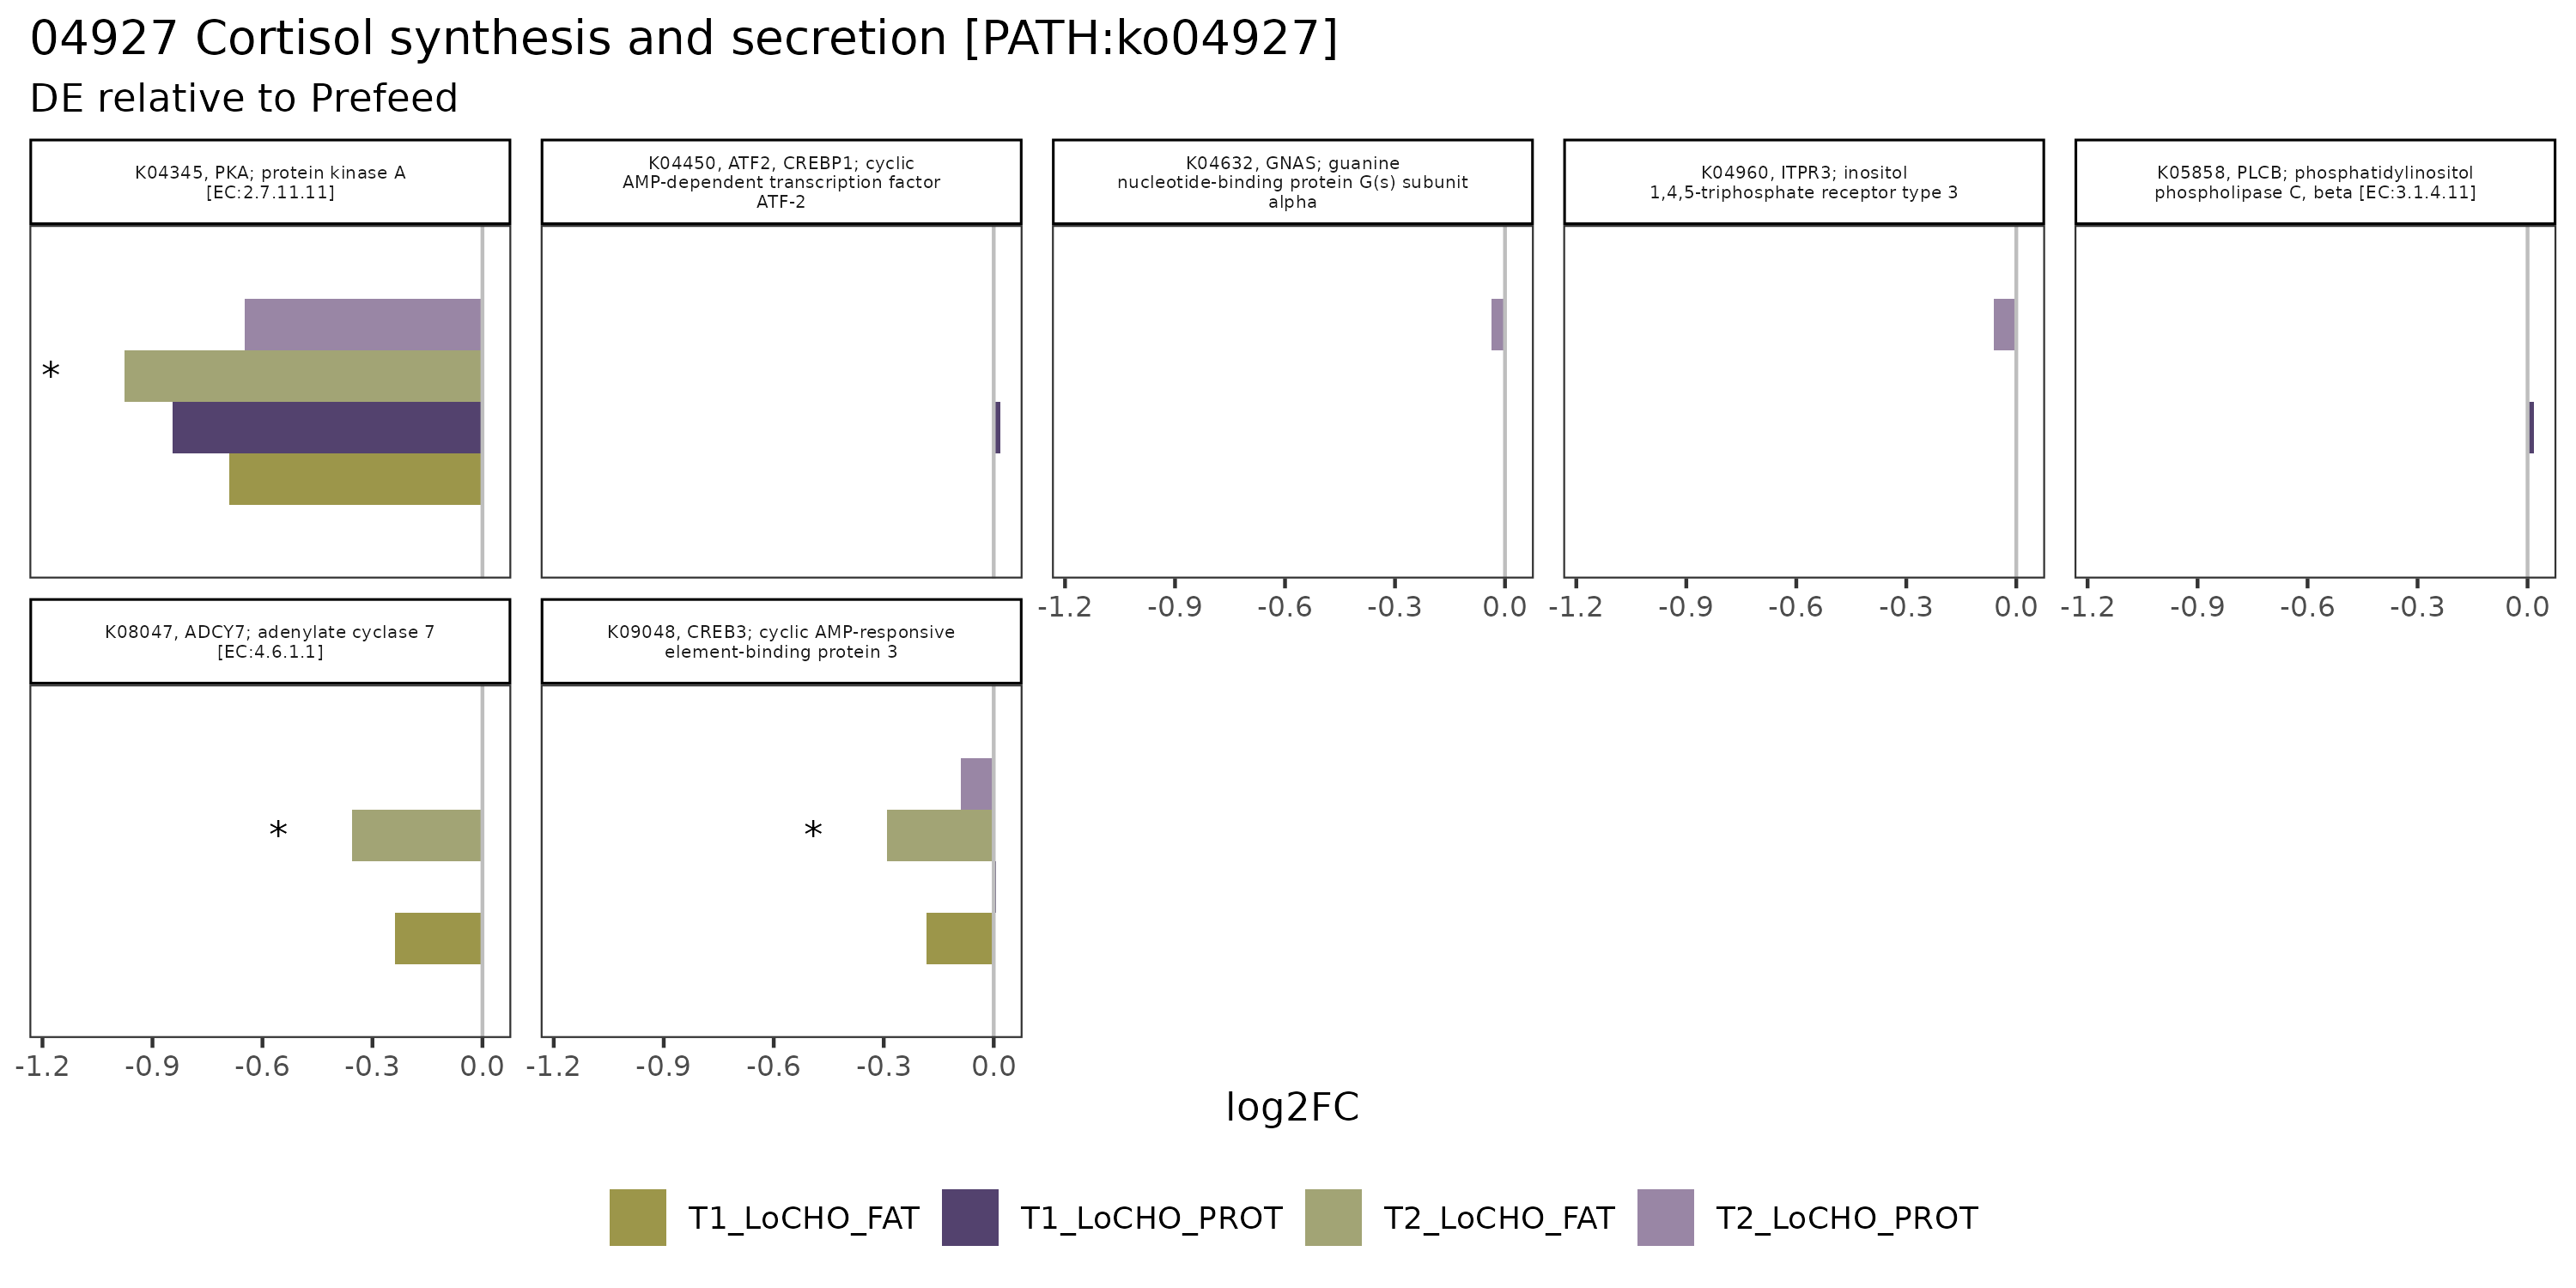 04927 Cortisol synthesis and secretion [PATH:ko04927]
DE relative to Prefeed
K04345, PKA; protein kinase A
[EC:2.7.11.11]
K04450, ATF2, CREBP1; cyclic
AMP-dependent transcription factor
ATF-2
K04632, GNAS; guanine
nucleotide-binding protein G(s) subunit
alpha
K04960, ITPR3; inositol
1,4,5-triphosphate receptor type 3
K05858, PLCB; phosphatidylinositol
phospholipase C, beta [EC:3.1.4.11]
*
-1.2 -0.9 -0.6 -0.3 0.0
-1.2 -0.9 -0.6 -0.3 0.0
-1.2 -0.9 -0.6 -0.3 0.0
K08047, ADCY7; adenylate cyclase 7
[EC:4.6.1.1]
K09048, CREB3; cyclic AMP-responsive
element-binding protein 3
*
*
-1.2 -0.9 -0.6 -0.3 0.0
-1.2 -0.9 -0.6 -0.3 0.0
log2FC
T1_LoCHO_FAT T1_LoCHO_PROT T2_LoCHO_FAT T2_LoCHO_PROT